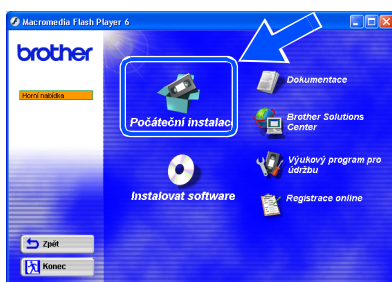 Macromedia Flash Player 6
brother
Horní nabídka
Počáteční instalace
Instalovat software
Dokumentace
Brother Solutions
Center
Výukový program pro
údržbu
Registrace online
Zpět
Konec